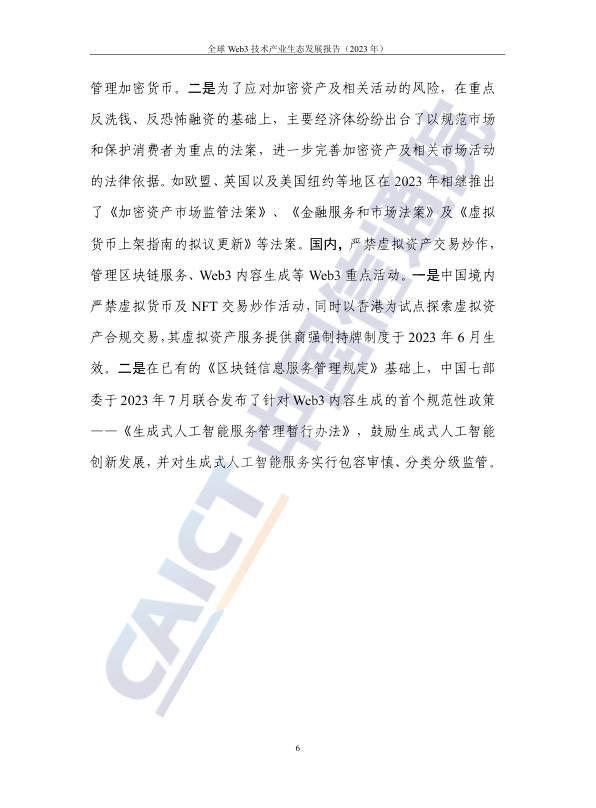 全球 Web3 技术产业生态发展报告（2023 年）
管理加密货币。二是为了应对加密资产及相关活动的风险，在重点
反洗钱、反恐怖融资的基础上，主要经济体纷纷出台了以规范市场
和保护消费者为重点的法案，进一步完善加密资产及相关市场活动
的法律依据。如欧盟、英国以及美国纽约等地区在 2023 年相继推出
了《加密资产市场监管法案》、《金融服务和市场法案》及《虚拟
货币上架指南的拟议更新》等法案。国内，严禁虚拟资产交易炒作，
管理区块链服务、Web3 内容生成等 Web3 重点活动。一是中国境内
严禁虚拟货币及 NFT 交易炒作活动，同时以香港为试点探索虚拟资
产合规交易，其虚拟资产服务提供商强制持牌制度于 2023 年 6 月生
效。二是在已有的《区块链信息服务管理规定》基础上，中国七部
委于 2023 年 7 月联合发布了针对 Web3 内容生成的首个规范性政策
——《生成式人工智能服务管理暂行办法》，鼓励生成式人工智能
创新发展，并对生成式人工智能服务实行包容审慎、分类分级监管。
CAICT 中国信通院
6